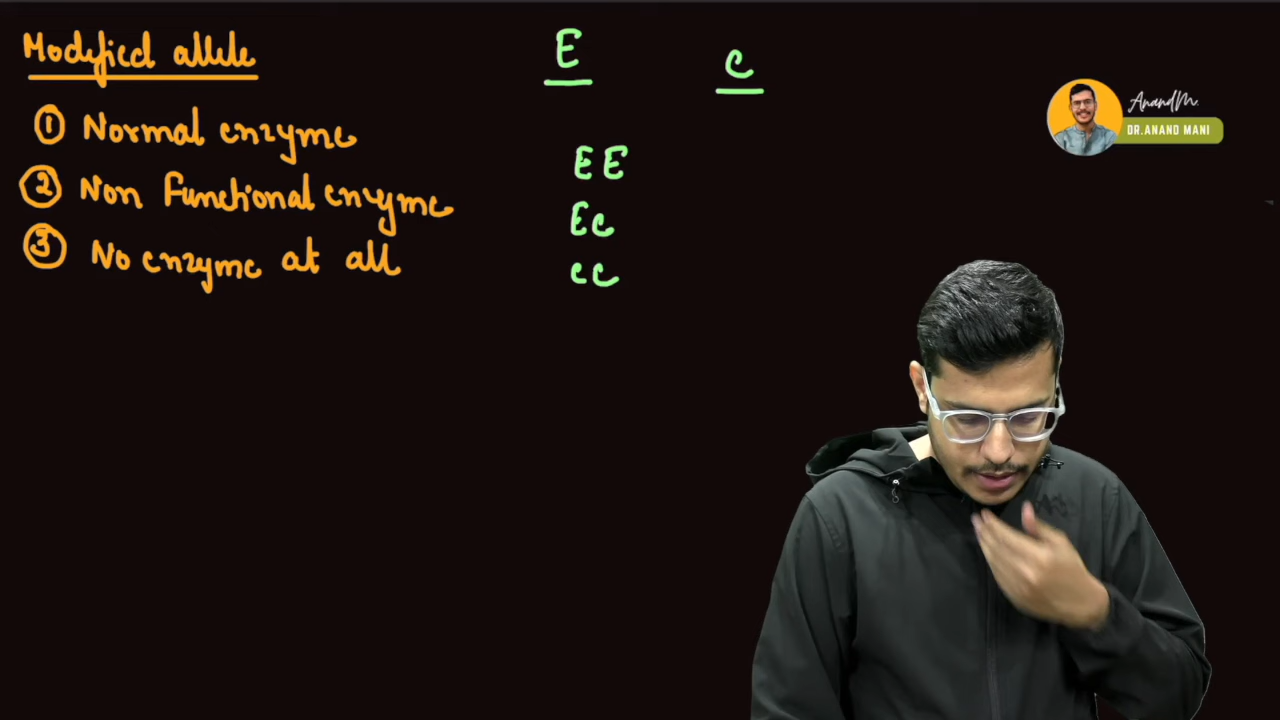 Modified allele
① Normal enzyme
② Non Functional enzyme
③ No enzyme at all
E
e
EE
Ee
ee
AnandM.
DR.ANAND MANI